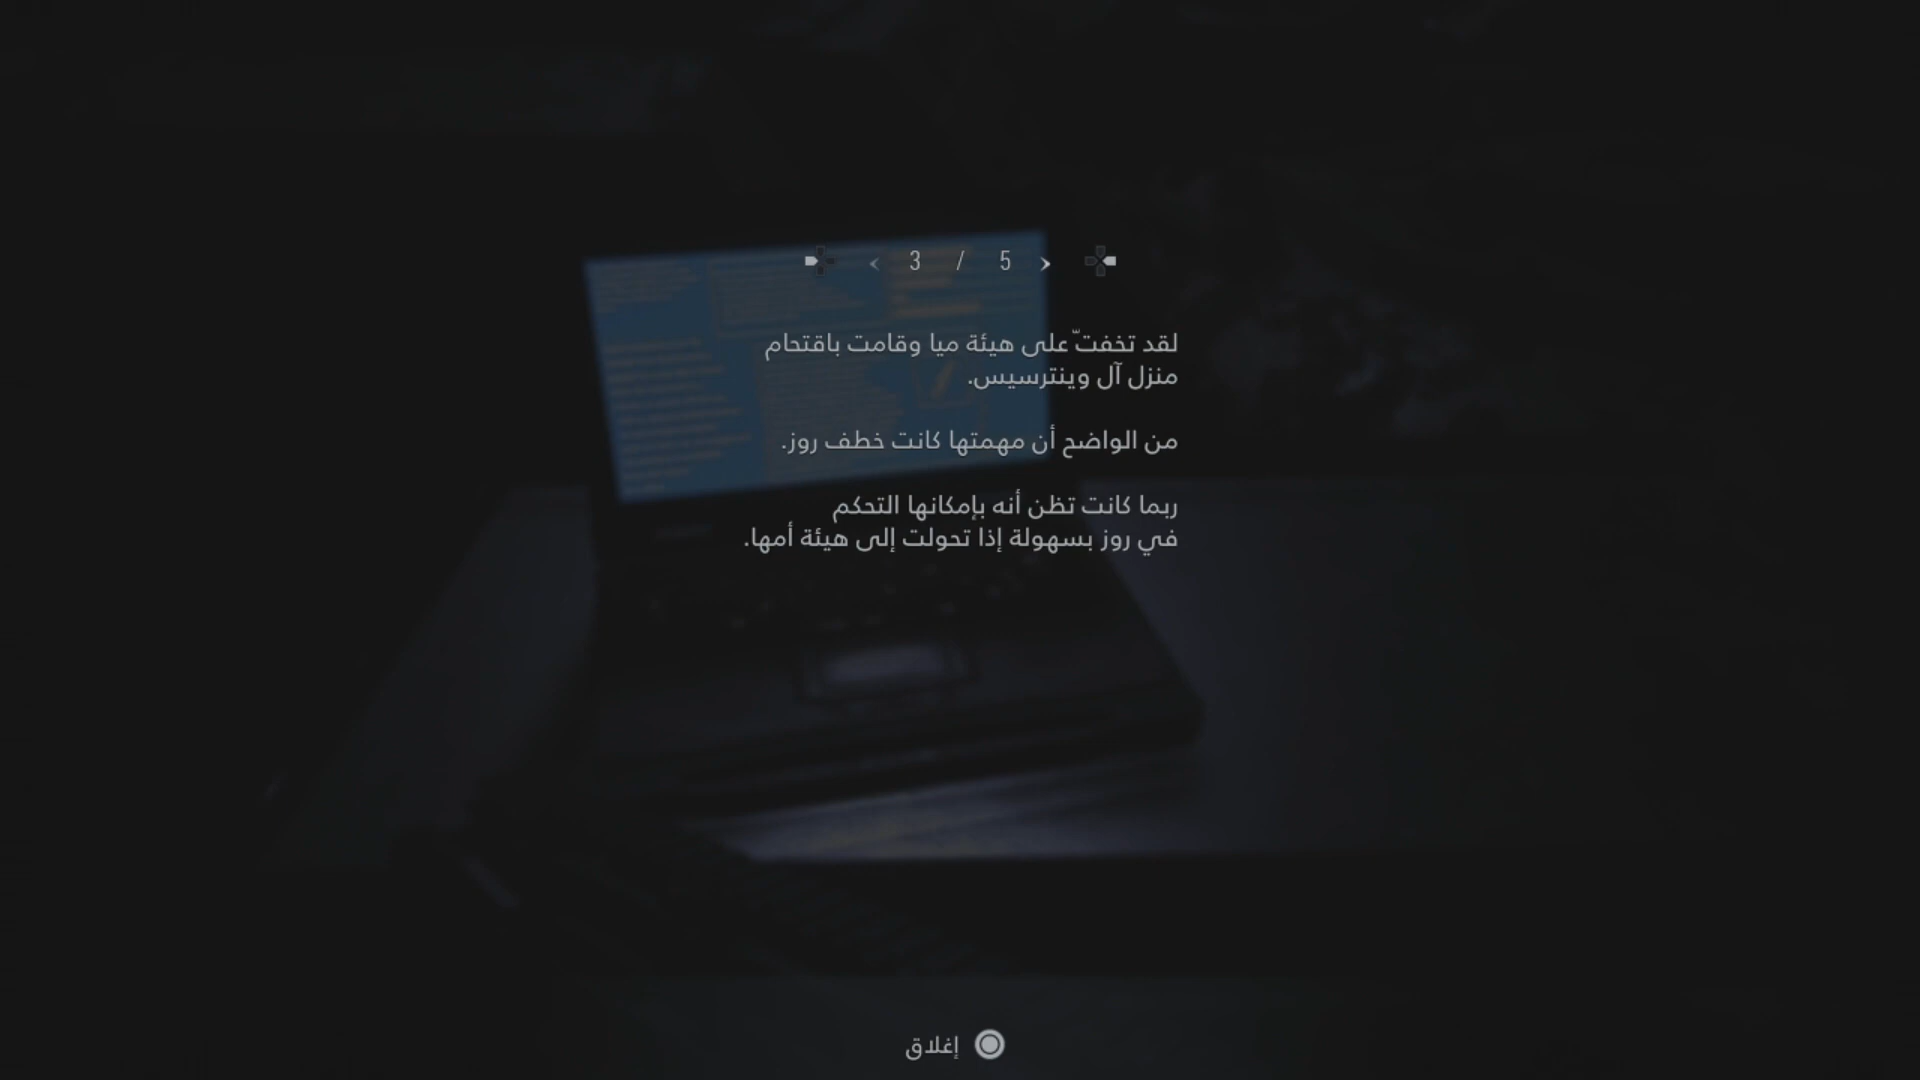 3 / 5
لقد تخفتّ على هيئة ميا وقامت باقتحام
منزل آل وينترسيس.
من الواضح أن مهمتها كانت خطف روز.
ربما كانت تظن أنه بإمكانها التحكم
في روز بسهولة إذا تحولت إلى هيئة أمها.
إغلاق